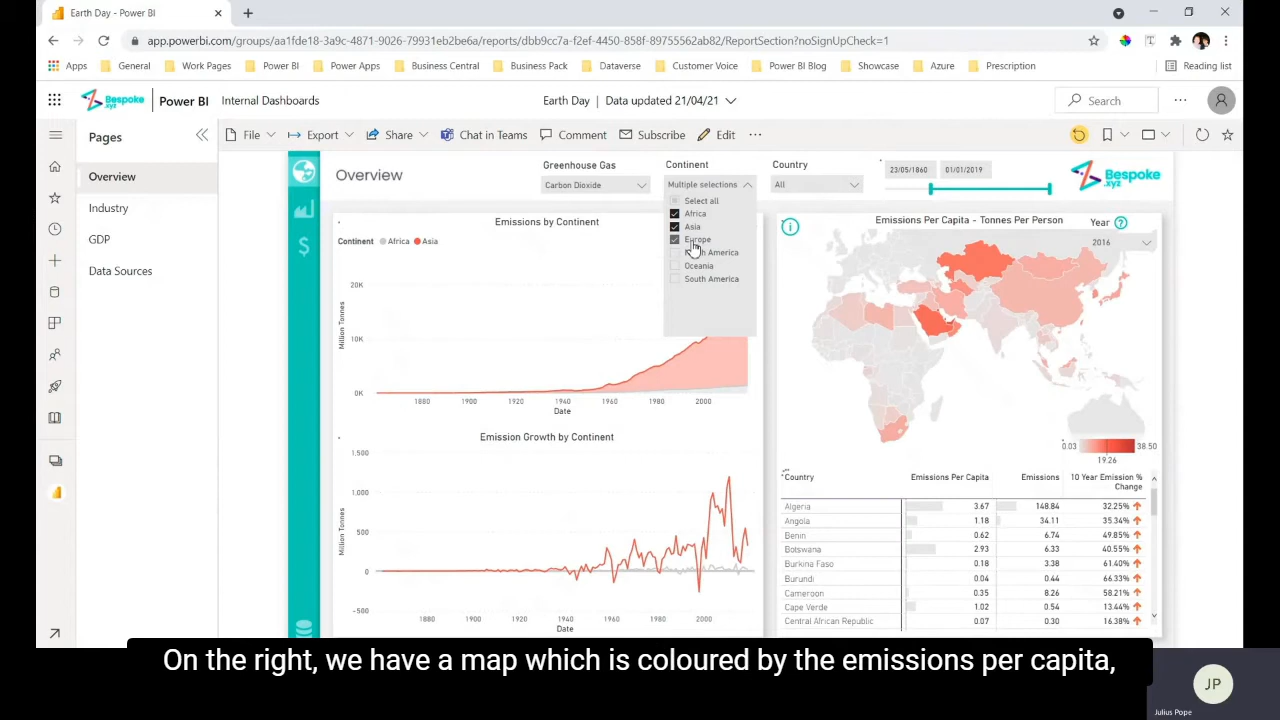 Earth Day - Power BI
app.powerbi.com/groups/aa1fde18-3a9c-4871-9026-79931eb2be6a/reports/dbb9cc7a-f2ef-4450-858f-89755562ab82/ReportSection?noSignUpCheck=1
Apps General Work Pages Power BI Power Apps Business Central Business Pack Dataverse Customer Voice Power BI Blog Showcase Azure Prescription Reading list
Bespoke .xyz Power BI Internal Dashboards Earth Day | Data updated 21/04/21 Search
Pages
File Export Share Chat in Teams Comment Subscribe Edit
Overview
Industry
GDP
Data Sources
Overview
Greenhouse Gas
Carbon Dioxide
Continent
Multiple selections
Select all
Africa
Asia
Europe
America
Oceania
South America
Country
All
23/05/1860 01/01/2019
Bespoke .xyz
Emissions by Continent
Continent Africa Asia
20K
10K
0K
Million Tonnes
1880 1900 1920 1940 1960 1980 2000
Date
Emission Growth by Continent
1,500
1,000
500
0
-500
Million Tonnes
1880 1900 1920 1940 1960 1980 2000
Date
Emissions Per Capita - Tonnes Per Person
Year
2016
0.03 38.50
19.26
Country Emissions Per Capita Emissions 10 Year Emission %
Change
Algeria 3.67 148.84 32.25%
Angola 1.18 34.11 35.34%
Benin 0.62 6.74 49.85%
Botswana 2.93 6.33 40.55%
Burkina Faso 0.18 3.38 61.40%
Burundi 0.04 0.44 66.33%
Cameroon 0.35 8.26 58.21%
Cape Verde 1.02 0.54 13.44%
Central African Republic 0.07 0.30 16.38%
On the right, we have a map which is coloured by the emissions per capita,
JP
Julius Pope